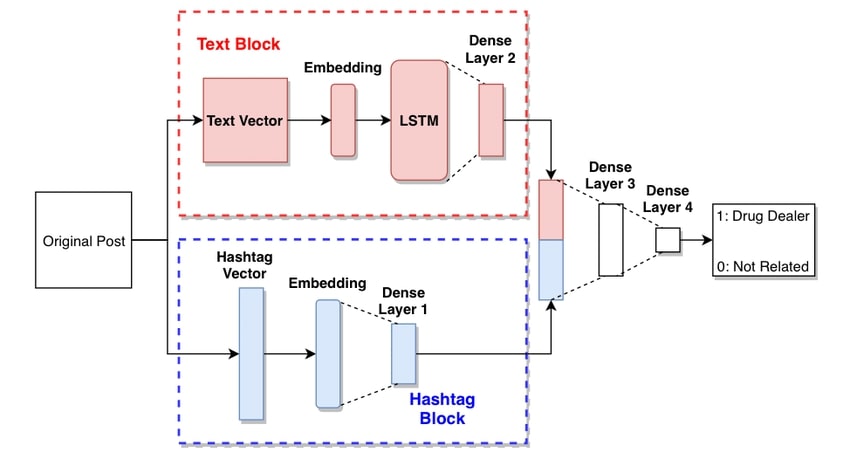 Text Block
Text Vector
Embedding
LSTM
Dense
Layer 2
Original Post
Hashtag
Vector
Embedding
Dense
Layer 1
Hashtag
Block
Dense
Layer 3
Dense
Layer 4
1: Drug Dealer
0: Not Related